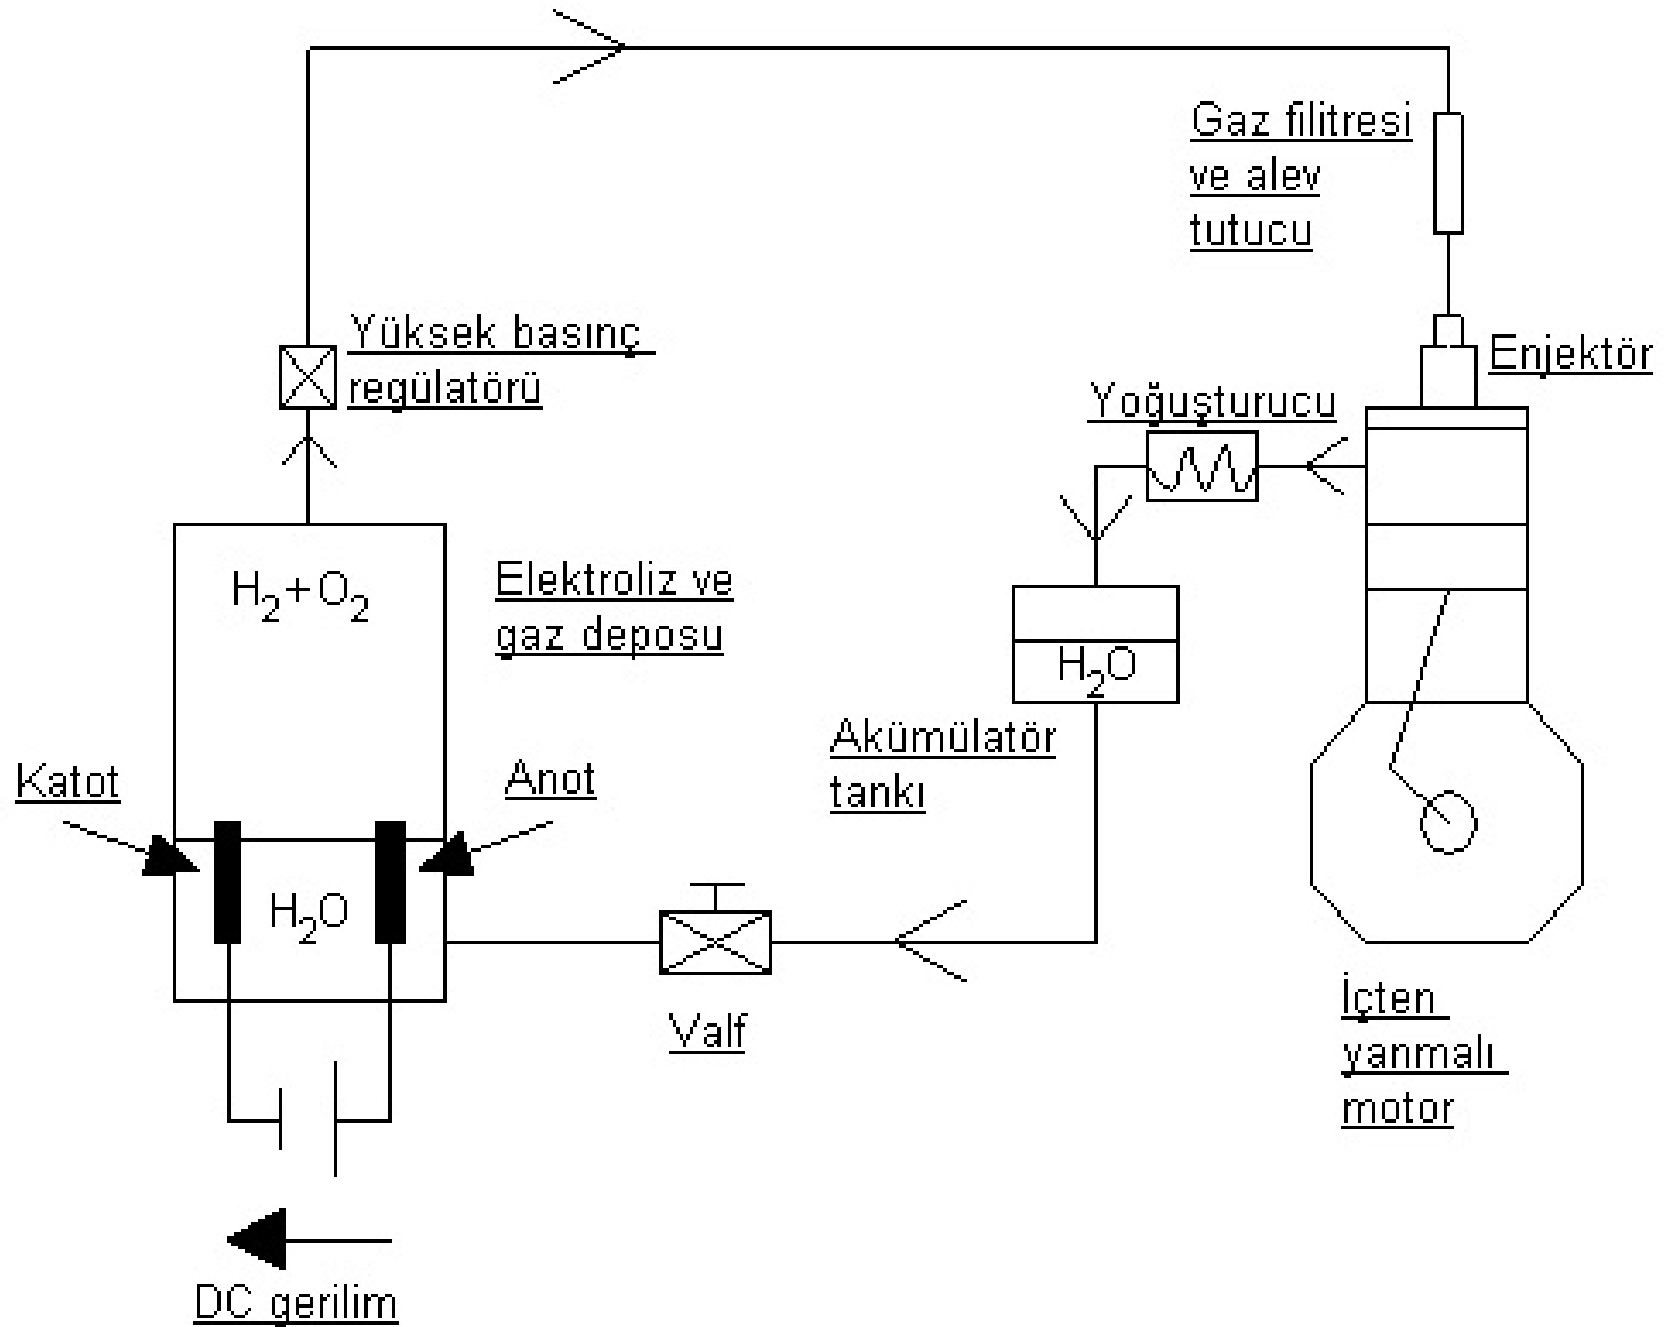 Gaz filitresi
ve alev
tutucu
Yüksek basınç
regülatörü
Enjektör
Yoğuşturucu
H₂+O₂
Elektroliz ve
gaz deposu
H₂O
Akümülatör
tankı
Katot
Anot
H₂O
Valf
İçten
yanmalı
motor
DC gerilim